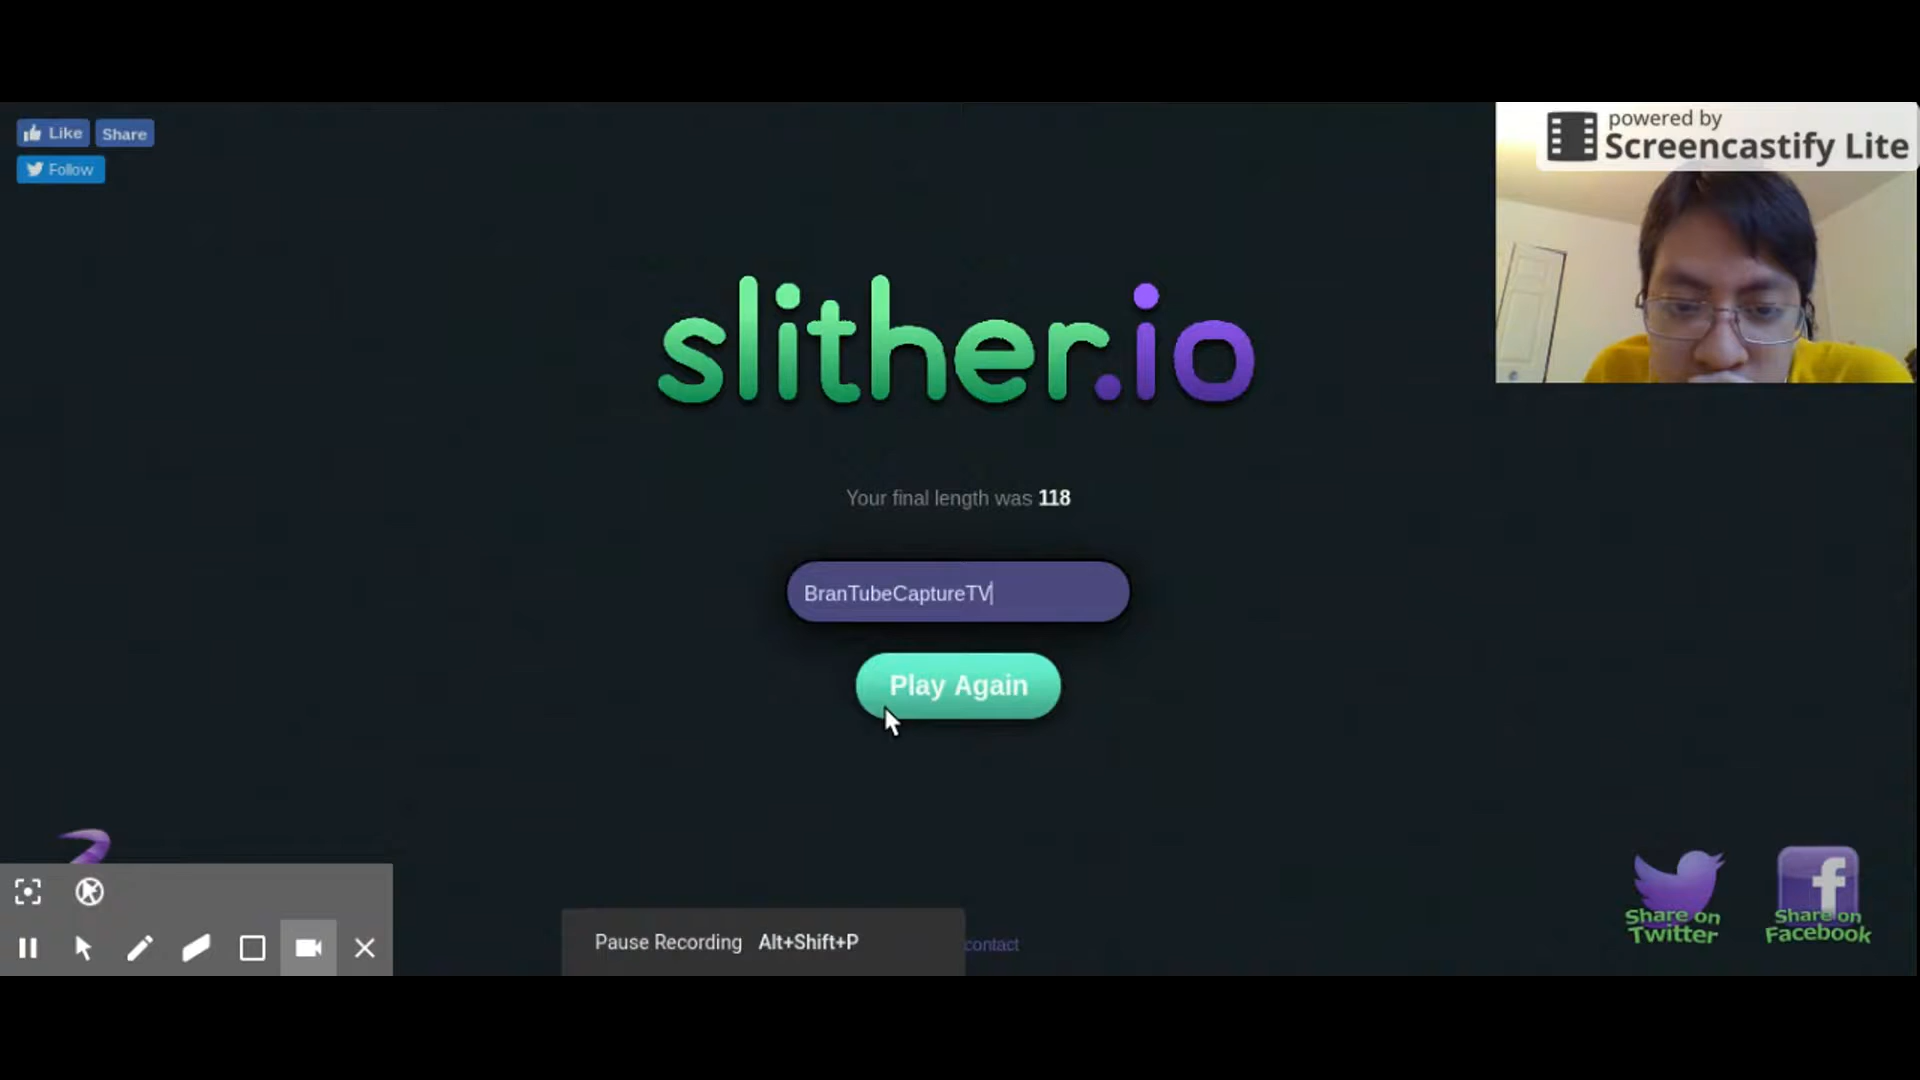 Like Share
Follow
powered by
Screencastify Lite
slither.io
Your final length was 118
BranTubeCaptureTV
Play Again
Share on
Twitter
Share on
Facebook
Pause Recording Alt+Shift+P
contact